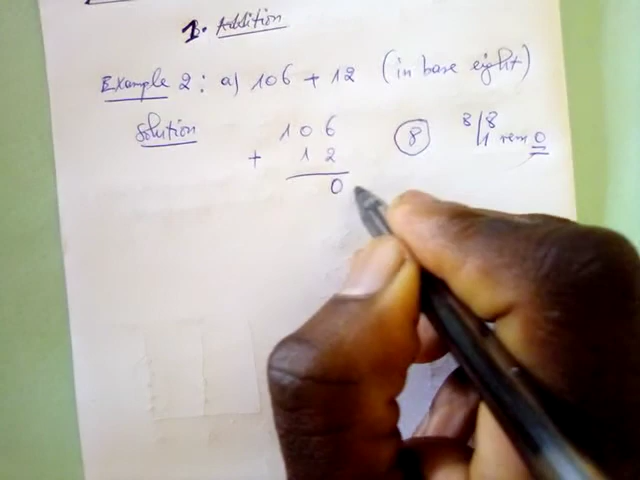 1. Addition
Example 2: a) 106 + 12 (in base eight)
Solution
106
+ 12
0
8
8/8
1 rem 0